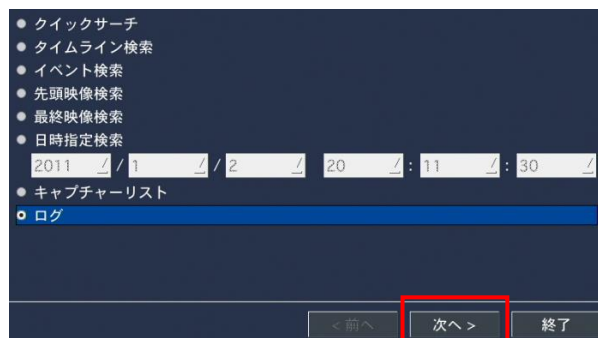 クイックサーチ
タイムライン検索
イベント検索
先頭映像検索
最終映像検索
日時指定検索
2011 / 1 / 2 20 : 11 : 30
キャプチャーリスト
ログ
< 前へ 次へ > 終了